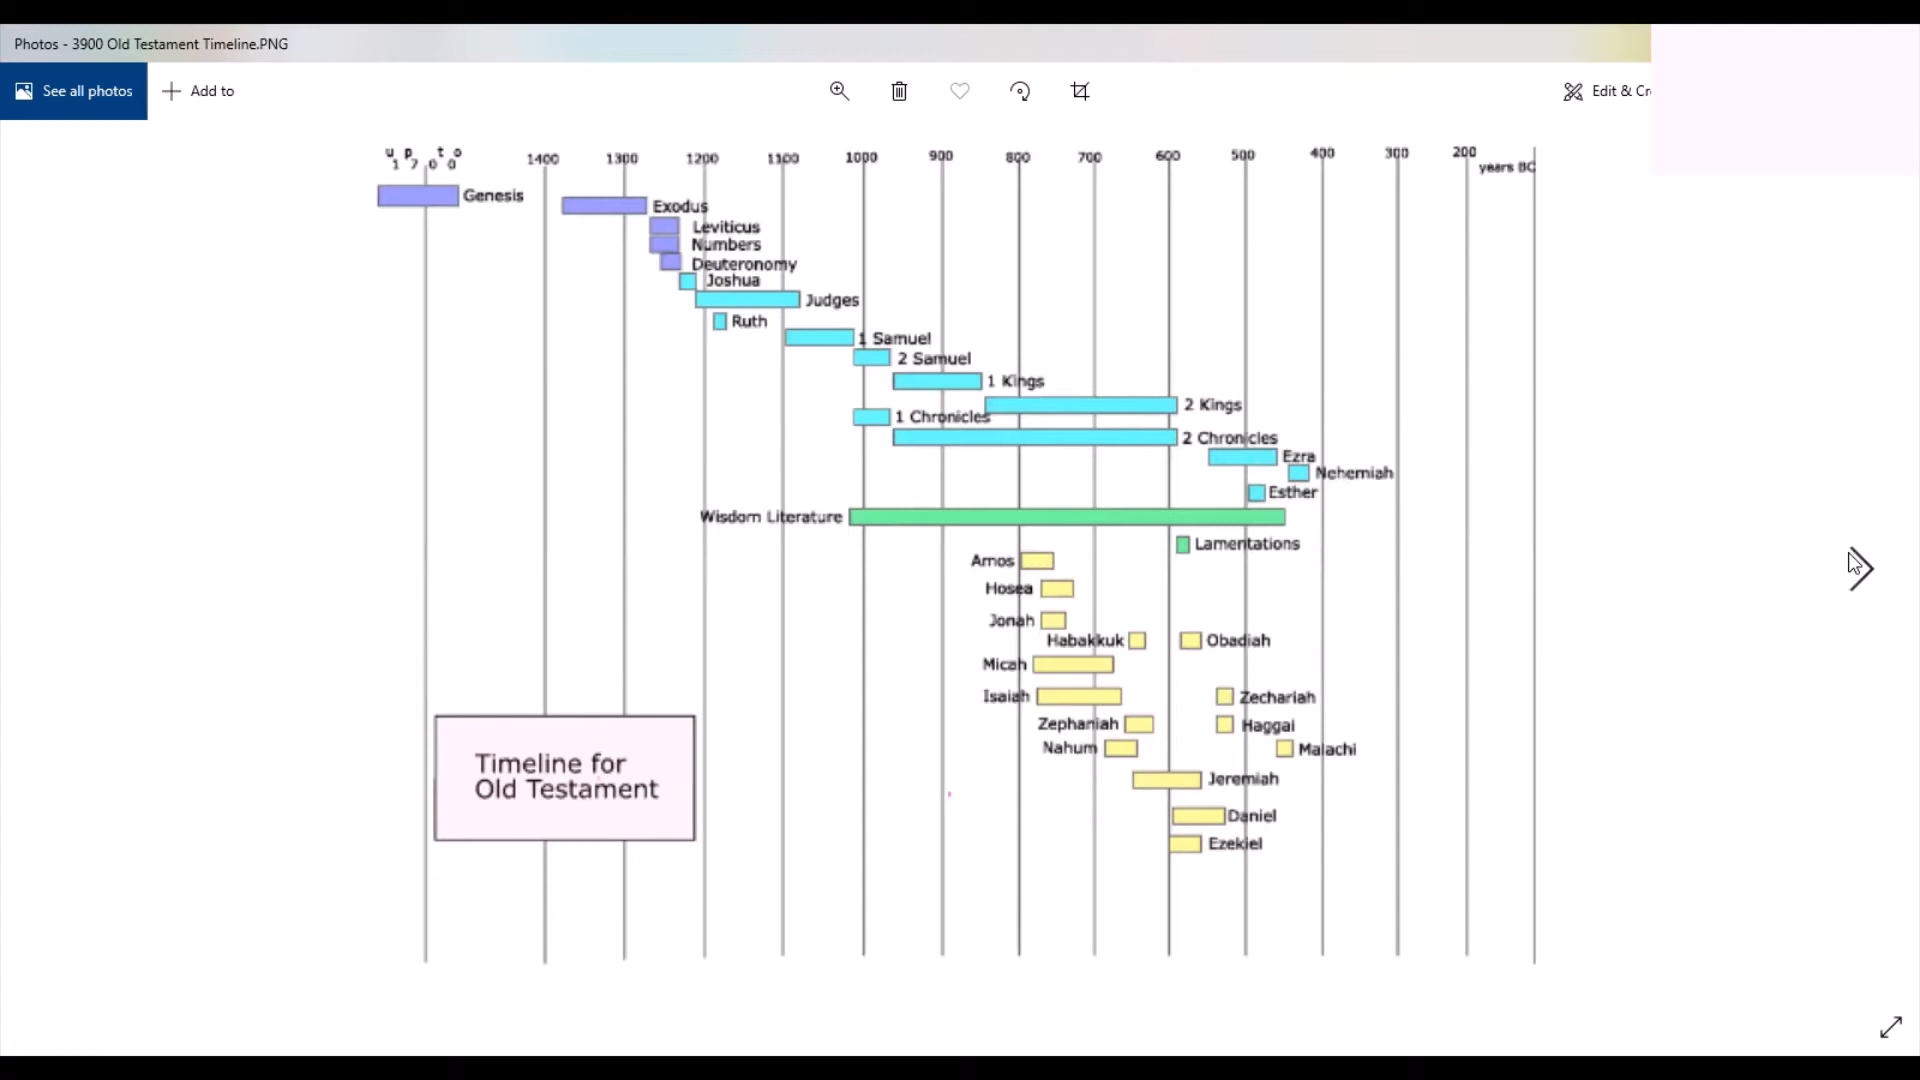 Photos - 3900 Old Testament Timeline.PNG
See all photos
Add to
Edit & Cr
up to
1700
1400 1300 1200 1100 1000 900 800 700 600 500 400 300 200
years BC
Genesis
Exodus
Leviticus
Numbers
Deuteronomy
Joshua
Judges
Ruth
1 Samuel
2 Samuel
1 Kings
2 Kings
1 Chronicles
2 Chronicles
Ezra
Nehemiah
Esther
Wisdom Literature
Lamentations
Amos
Hosea
Jonah
Habakkuk Obadiah
Micah
Isaiah Zechariah
Zephaniah Haggai
Nahum Malachi
Jeremiah
Daniel
Ezekiel
Timeline for
Old Testament